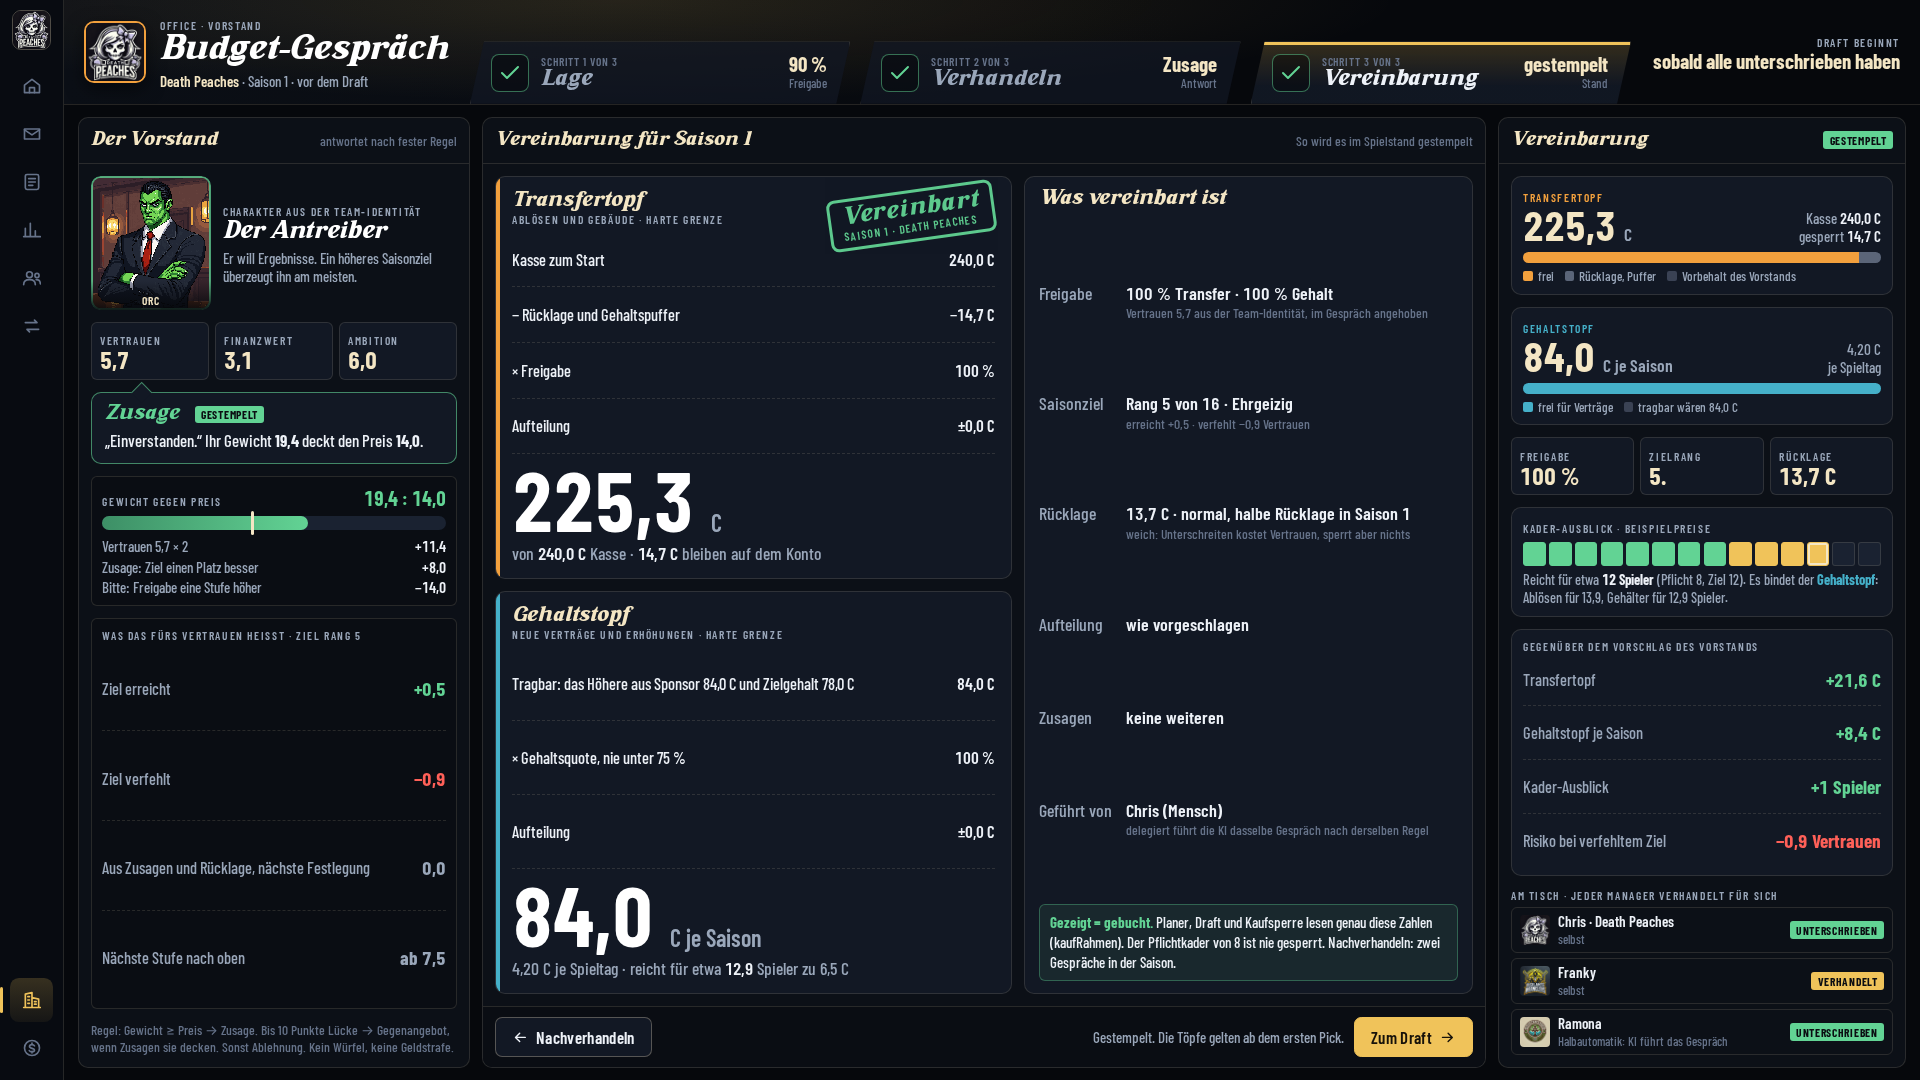 OFFICE · VORSTAND
Budget-Gespräch
Death Peaches · Saison 1 · vor dem Draft
SCHRITT 1 VON 3
Lage
90 %
Freigabe
SCHRITT 2 VON 3
Verhandeln
Zusage
Antwort
SCHRITT 3 VON 3
Vereinbarung
gestempelt
Stand
DRAFT BEGINNT
sobald alle unterschrieben haben
Der Vorstand
antwortet nach fester Regel
ORC
CHARAKTER AUS DER TEAM-IDENTITÄT
Der Antreiber
Er will Ergebnisse. Ein höheres Saisonziel
überzeugt ihn am meisten.
VERTRAUEN
5,7
FINANZWERT
3,1
AMBITION
6,0
Zusage GESTEMPELT
„Einverstanden.“ Ihr Gewicht 19,4 deckt den Preis 14,0.
GEWICHT GEGEN PREIS
19,4 : 14,0
Vertrauen 5,7 × 2 +11,4
Zusage: Ziel einen Platz besser +8,0
Bitte: Freigabe eine Stufe höher −14,0
WAS DAS FÜRS VERTRAUEN HEISST · ZIEL RANG 5
Ziel erreicht +0,5
Ziel verfehlt −0,9
Aus Zusagen und Rücklage, nächste Festlegung 0,0
Nächste Stufe nach oben ab 7,5
Regel: Gewicht ≥ Preis → Zusage. Bis 10 Punkte Lücke → Gegenangebot,
wenn Zusagen sie decken. Sonst Ablehnung. Kein Würfel, keine Geldstrafe.
Vereinbarung für Saison 1
So wird es im Spielstand gestempelt
Transfertopf
ABLÖSEN UND GEBÄUDE · HARTE GRENZE
Vereinbart
SAISON 1 · DEATH PEACHES
Kasse zum Start 240,0 C
− Rücklage und Gehaltspuffer −14,7 C
× Freigabe 100 %
Aufteilung ±0,0 C
225,3 C
von 240,0 C Kasse · 14,7 C bleiben auf dem Konto
Gehaltstopf
NEUE VERTRÄGE UND ERHÖHUNGEN · HARTE GRENZE
Tragbar: das Höhere aus Sponsor 84,0 C und Zielgehalt 78,0 C 84,0 C
× Gehaltsquote, nie unter 75 % 100 %
Aufteilung ±0,0 C
84,0 C je Saison
4,20 C je Spieltag · reicht für etwa 12,9 Spieler zu 6,5 C
Was vereinbart ist
Freigabe 100 % Transfer · 100 % Gehalt
Vertrauen 5,7 aus der Team-Identität, im Gespräch angehoben
Saisonziel Rang 5 von 16 · Ehrgeizig
erreicht +0,5 · verfehlt −0,9 Vertrauen
Rücklage 13,7 C · normal, halbe Rücklage in Saison 1
weich: Unterschreiten kostet Vertrauen, sperrt aber nichts
Aufteilung wie vorgeschlagen
Zusagen keine weiteren
Geführt von Chris (Mensch)
delegiert führt die KI dasselbe Gespräch nach derselben Regel
Gezeigt = gebucht. Planer, Draft und Kaufsperre lesen genau diese Zahlen
(kaufRahmen). Der Pflichtkader von 8 ist nie gesperrt. Nachverhandeln: zwei
Gespräche in der Saison.
← Nachverhandeln
Gestempelt. Die Töpfe gelten ab dem ersten Pick.
Zum Draft →
Vereinbarung
GESTEMPELT
TRANSFERTOPF
225,3 C
Kasse 240,0 C
gesperrt 14,7 C
frei Rücklage, Puffer Vorbehalt des Vorstands
GEHALTSTOPF
84,0 C je Saison
4,20 C
je Spieltag
frei für Verträge tragbar wären 84,0 C
FREIGABE
100 %
ZIELRANG
5.
RÜCKLAGE
13,7 C
KADER-AUSBLICK · BEISPIELPREISE
Reicht für etwa 12 Spieler (Pflicht 8, Ziel 12). Es bindet der Gehaltstopf:
Ablösen für 13,9, Gehälter für 12,9 Spieler.
GEGENÜBER DEM VORSCHLAG DES VORSTANDS
Transfertopf +21,6 C
Gehaltstopf je Saison +8,4 C
Kader-Ausblick +1 Spieler
Risiko bei verfehltem Ziel −0,9 Vertrauen
AM TISCH · JEDER MANAGER VERHANDELT FÜR SICH
Chris · Death Peaches
selbst
UNTERSCHRIEBEN
Franky
selbst
VERHANDELT
Ramona
Halbautomatik: KI führt das Gespräch
UNTERSCHRIEBEN